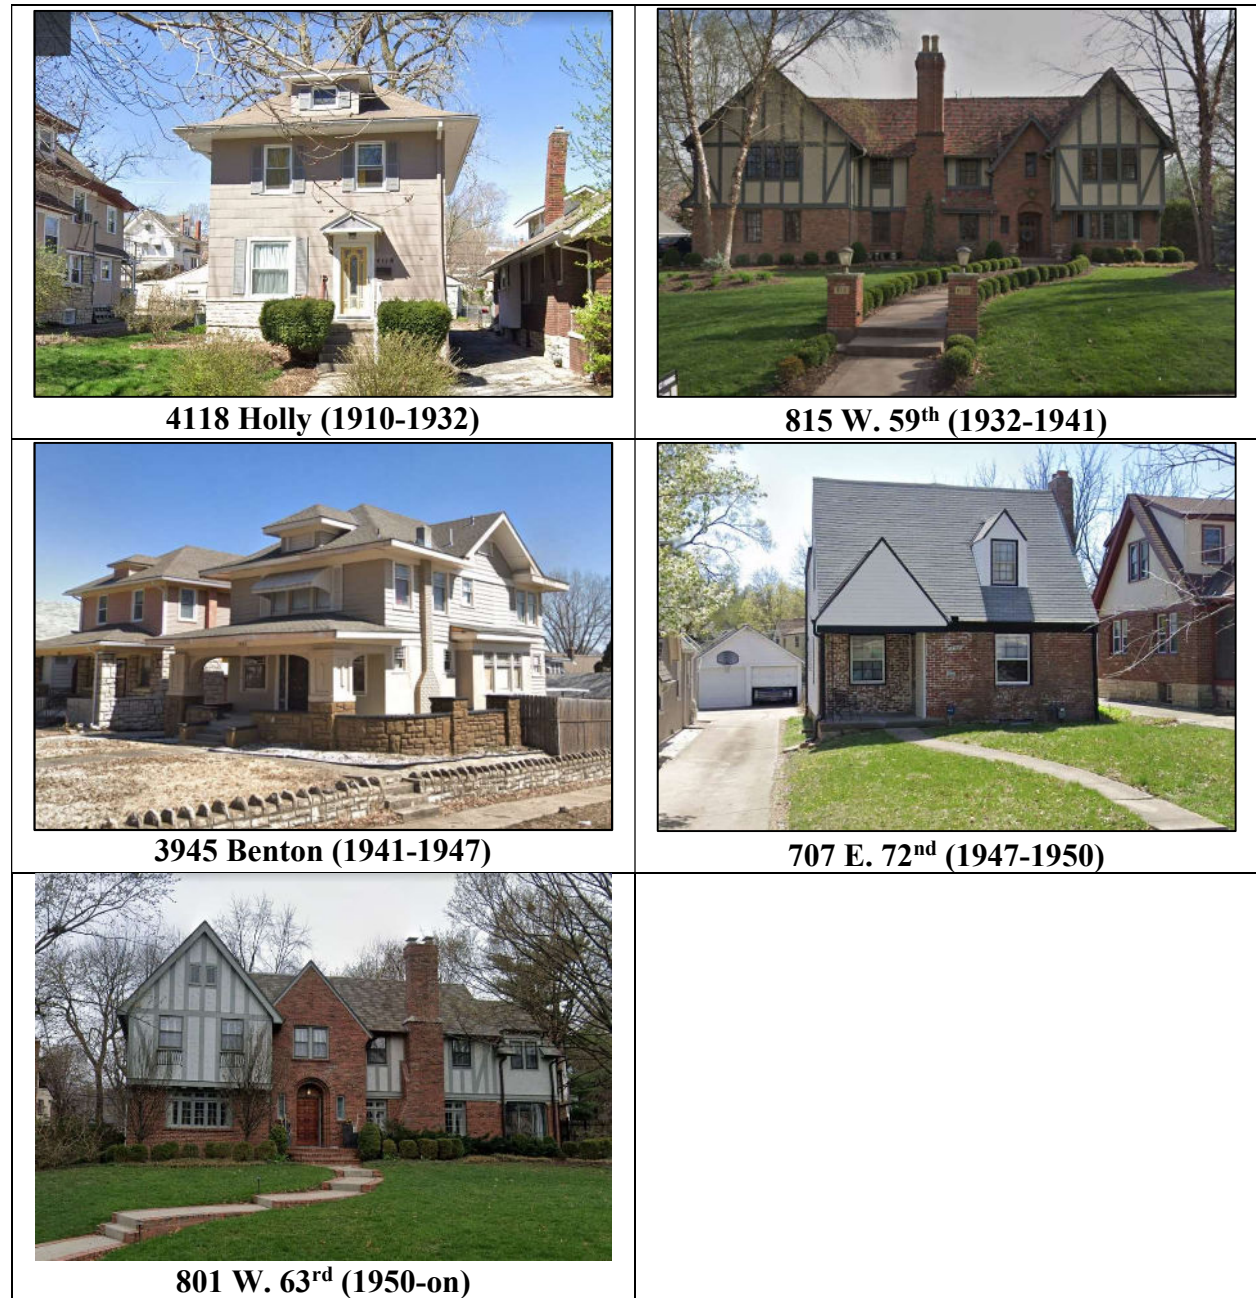 4118 Holly (1910-1932)
815 W. 59th (1932-1941)
3945 Benton (1941-1947)
707 E. 72nd (1947-1950)
801 W. 63rd (1950-on)